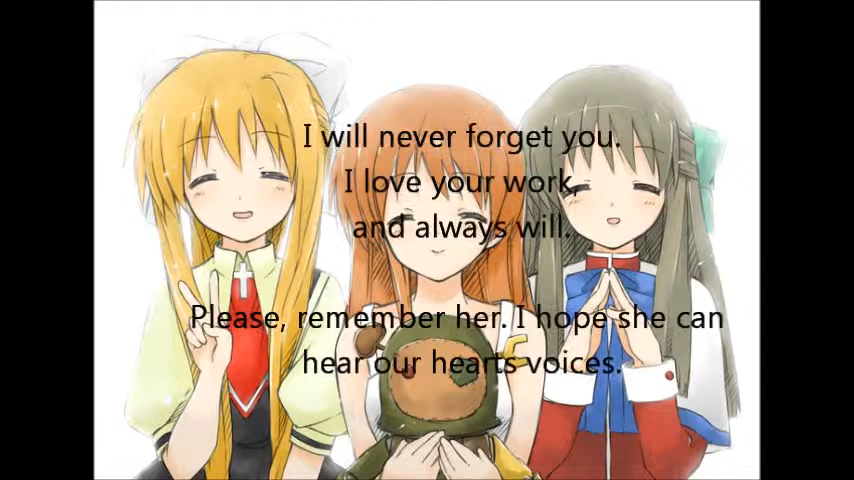 I will never forget you.
I love your work,
and always will.
Please, remember her. I hope she can
hear our hearts voices.